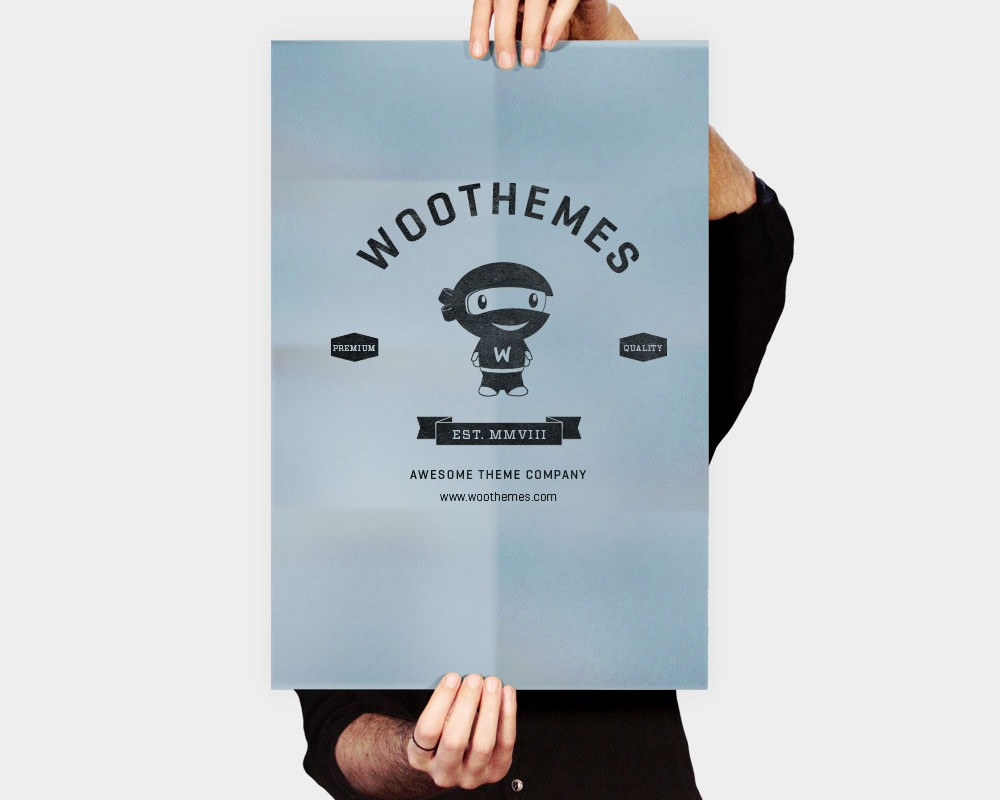 WOOTHEMES
PREMIUM
W
QUALITY
EST. MMVIII
AWESOME THEME COMPANY
www.woothemes.com